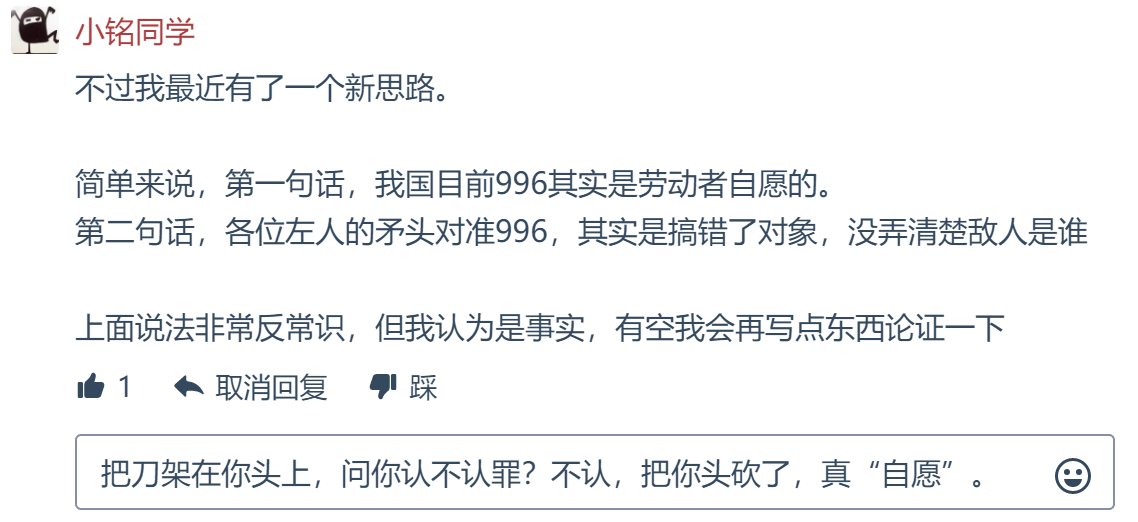 小铭同学
不过我最近有了一个新思路。
简单来说，第一句话，我国目前996其实是劳动者自愿的。
第二句话，各位左人的矛头对准996，其实是搞错了对象，没弄清楚敌人是谁
上面说法非常反常识，但我认为是事实，有空我会再写点东西论证一下
1 取消回复 踩
把刀架在你头上，问你认不认罪？不认，把你头砍了，真“自愿”。